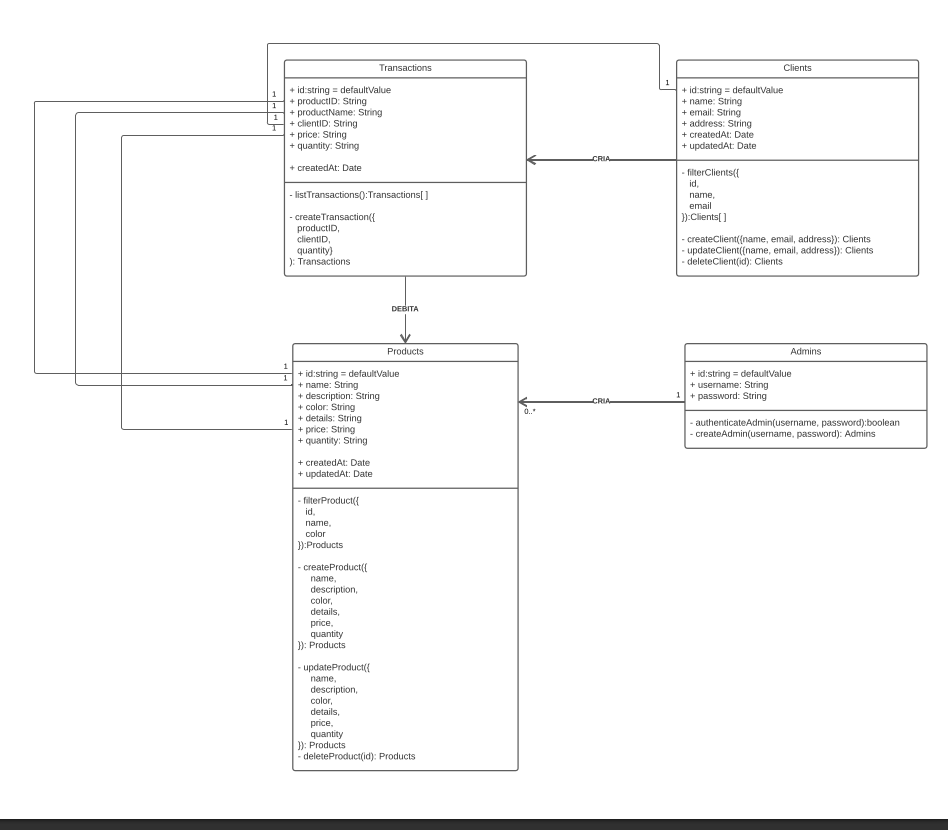 Transactions
+ id:string = defaultValue
+ productID: String
+ productName: String
+ clientID: String
+ price: String
+ quantity: String
+ createdAt: Date
- listTransactions():Transactions[ ]
- createTransaction({
productID,
clientID,
quantity}
): Transactions
1
1
1
1
Clients
+ id:string = defaultValue
+ name: String
+ email: String
+ address: String
+ createdAt: Date
+ updatedAt: Date
- filterClients({
id,
name,
email
}):Clients[ ]
- createClient({name, email, address}): Clients
- updateClient({name, email, address}): Clients
- deleteClient(id): Clients
1
CRIA
DEBITA
Products
+ id:string = defaultValue
+ name: String
+ description: String
+ color: String
+ details: String
+ price: String
+ quantity: String
+ createdAt: Date
+ updatedAt: Date
- filterProduct({
id,
name,
color
}):Products
- createProduct({
name,
description,
color,
details,
price,
quantity
}): Products
- updateProduct({
name,
description,
color,
details,
price,
quantity
}): Products
- deleteProduct(id): Products
1
1
1
CRIA
0..*
1
Admins
+ id:string = defaultValue
+ username: String
+ password: String
- authenticateAdmin(username, password):boolean
- createAdmin(username, password): Admins